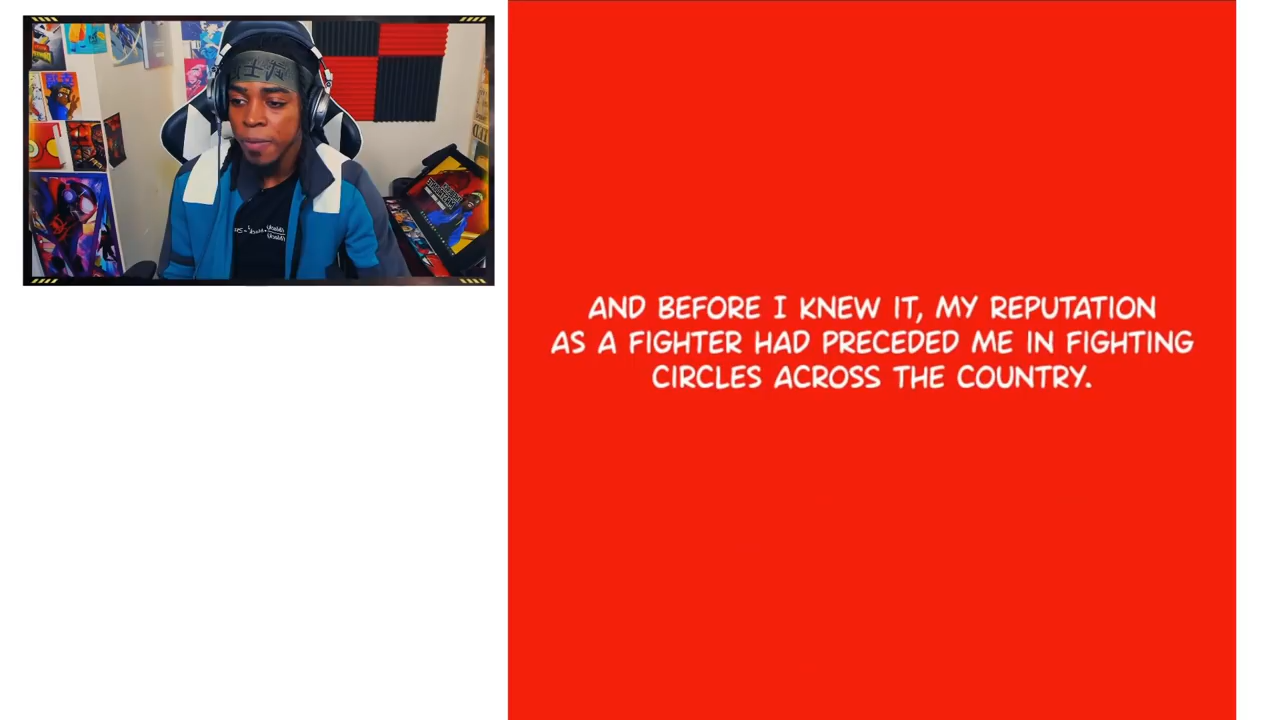 AND BEFORE I KNEW IT, MY REPUTATION
AS A FIGHTER HAD PRECEDED ME IN FIGHTING
CIRCLES ACROSS THE COUNTRY.